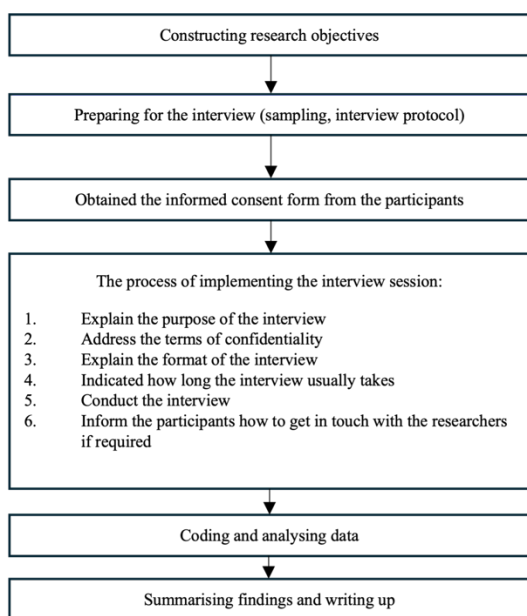 Constructing research objectives
Preparing for the interview (sampling, interview protocol)
Obtained the informed consent form from the participants
The process of implementing the interview session:
1. Explain the purpose of the interview
2. Address the terms of confidentiality
3. Explain the format of the interview
4. Indicated how long the interview usually takes
5. Conduct the interview
6. Inform the participants how to get in touch with the researchers
if required
Coding and analysing data
Summarising findings and writing up